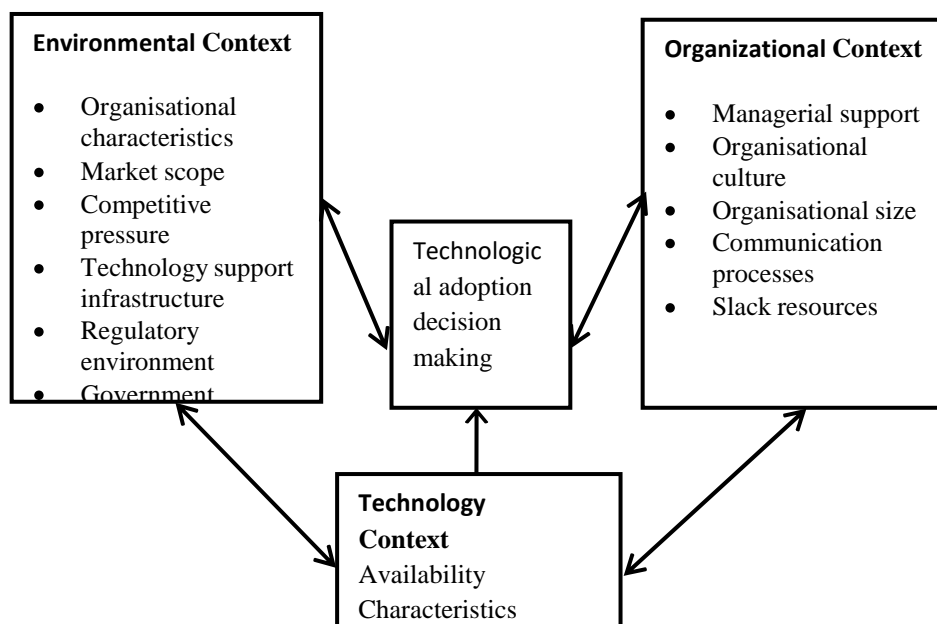 Environmental Context
• Organisational
characteristics
• Market scope
• Competitive
pressure
• Technology support
infrastructure
• Regulatory
environment
• Government
Organizational Context
• Managerial support
• Organisational
culture
• Organisational size
• Communication
processes
• Slack resources
Technologic
al adoption
decision
making
Technology
Context
Availability
Characteristics